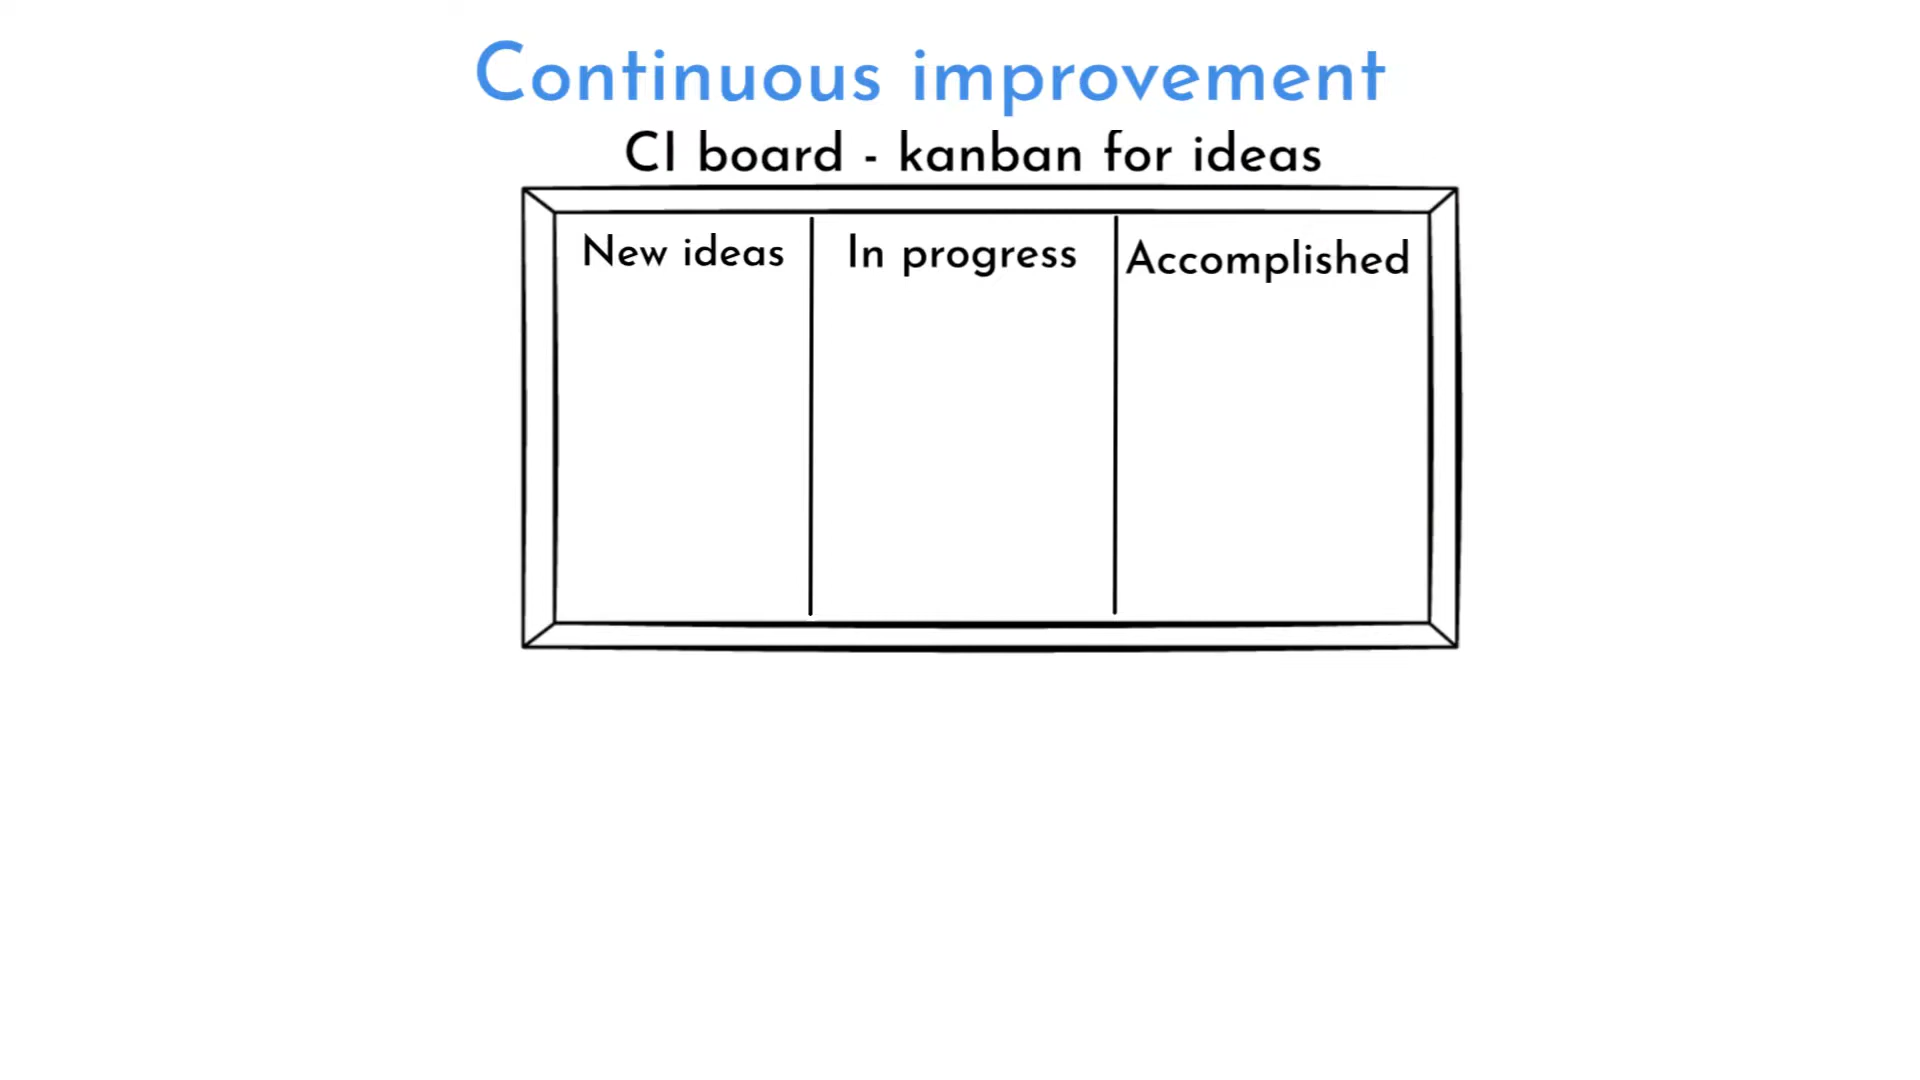 Continuous improvement
CI board - kanban for ideas
New ideas
In progress
Accomplished